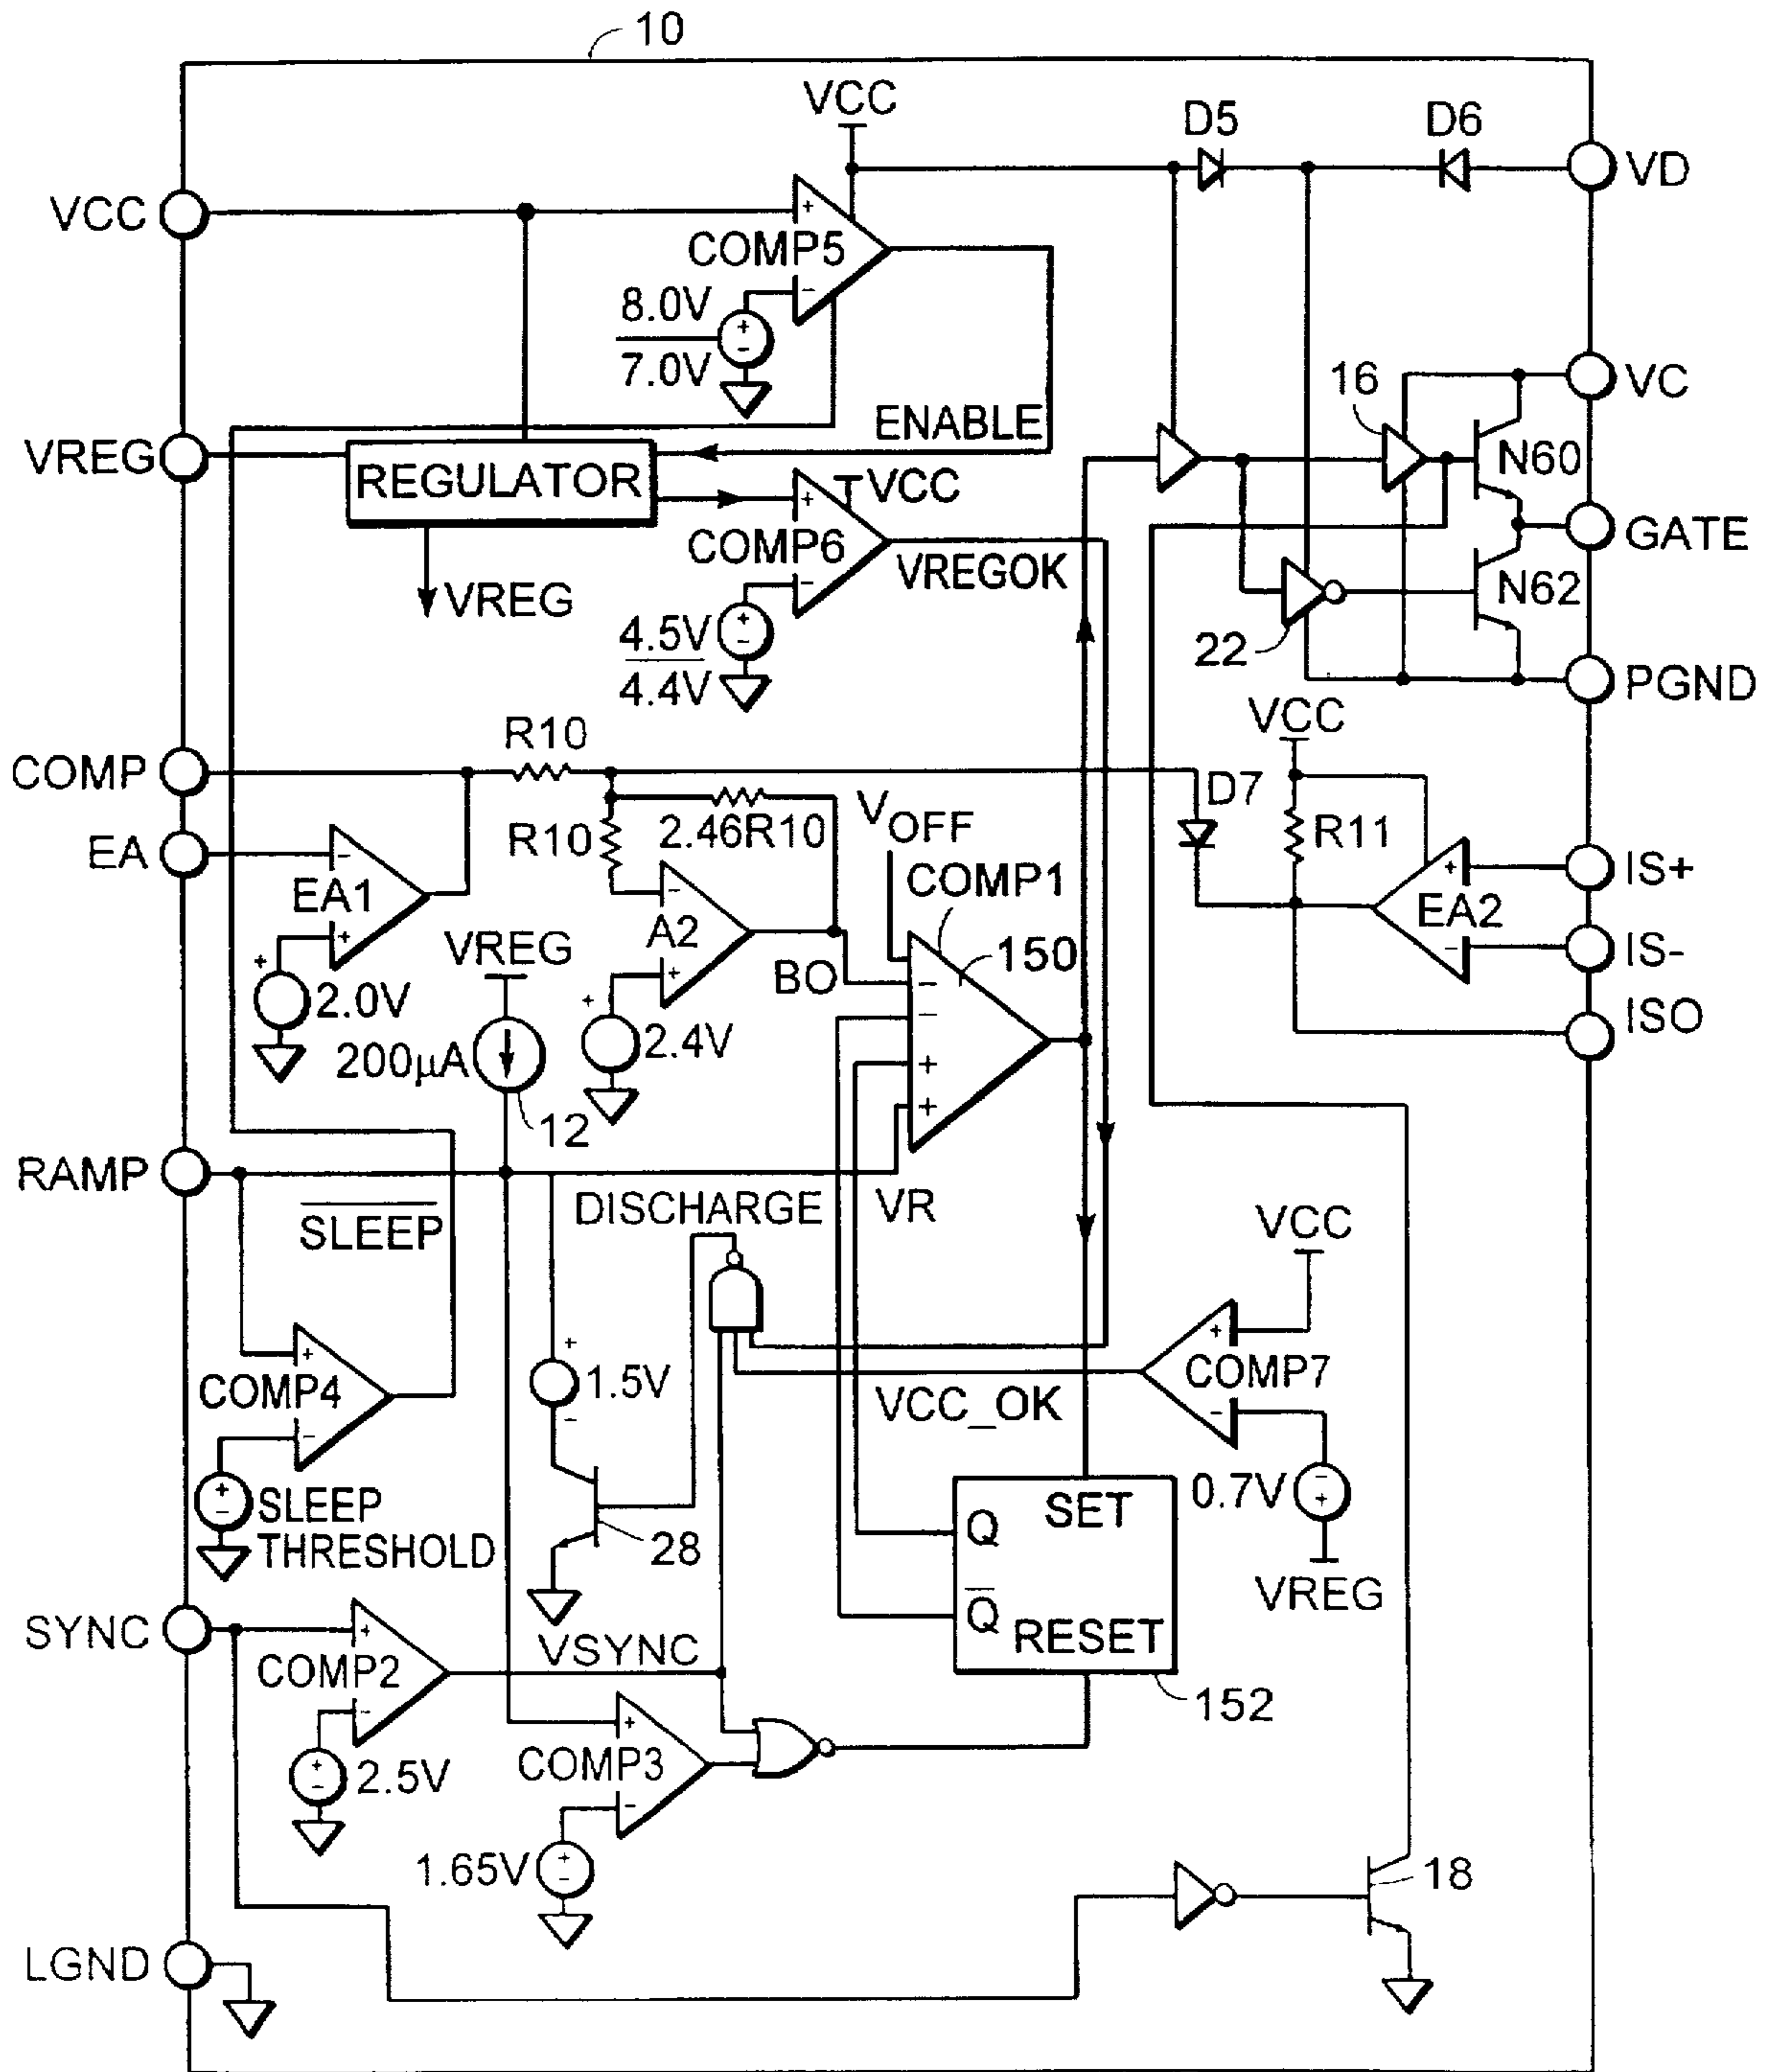 10
VCC
D5
D6
VD
VCC
COMP5
+
-
8.0V
7.0V
+
-
16
VC
ENABLE
VREG
REGULATOR
N60
VCC
+
COMP6
-
GATE
VREGOK
VREG
N62
4.5V
4.4V
+
-
22
PGND
VCC
R10
COMP
D7
VOFF
2.46R10
R10
R11
EA
-
EA1
+
COMP1
+
IS+
EA2
-
A2
+
VREG
150
IS-
BO
-
-
+
2.0V
+
2.4V
ISO
200µA
+
+
12
RAMP
VR
DISCHARGE
SLEEP
VCC
+
COMP4
-
+
1.5V
-
+
COMP7
-
VCC_OK
SET
0.7V
-
+
+
-
SLEEP
THRESHOLD
Q
28
VREG
Q
RESET
SYNC
+
COMP2
-
VSYNC
152
+
COMP3
-
+
-
2.5V
1.65V
+
-
18
LGND